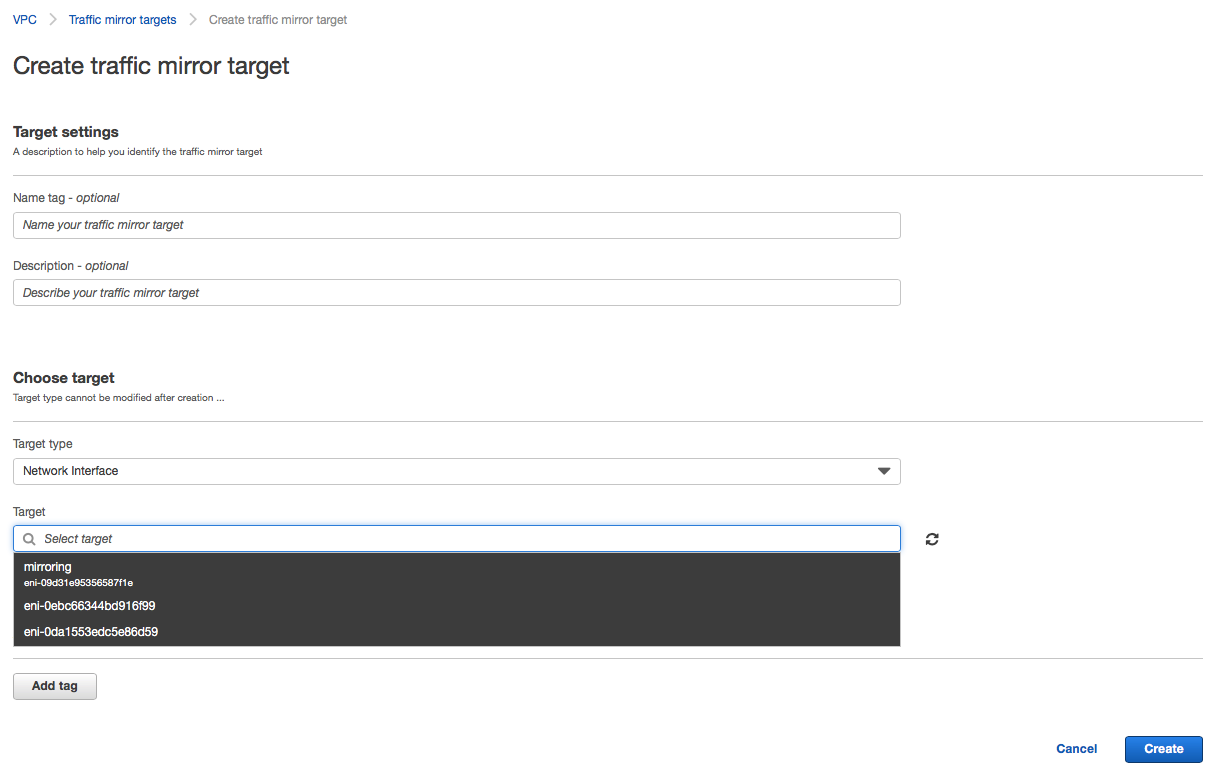 VPC Traffic mirror targets Create traffic mirror target
Create traffic mirror target
Target settings
A description to help you identify the traffic mirror target
Name tag - optional
Name your traffic mirror target
Description - optional
Describe your traffic mirror target
Choose target
Target type cannot be modified after creation ...
Target type
Network Interface
Target
Select target
mirroring
eni-09d31e95356587f1e
eni-0ebc66344bd916f99
eni-0da1553edc5e86d59
Add tag
Cancel Create